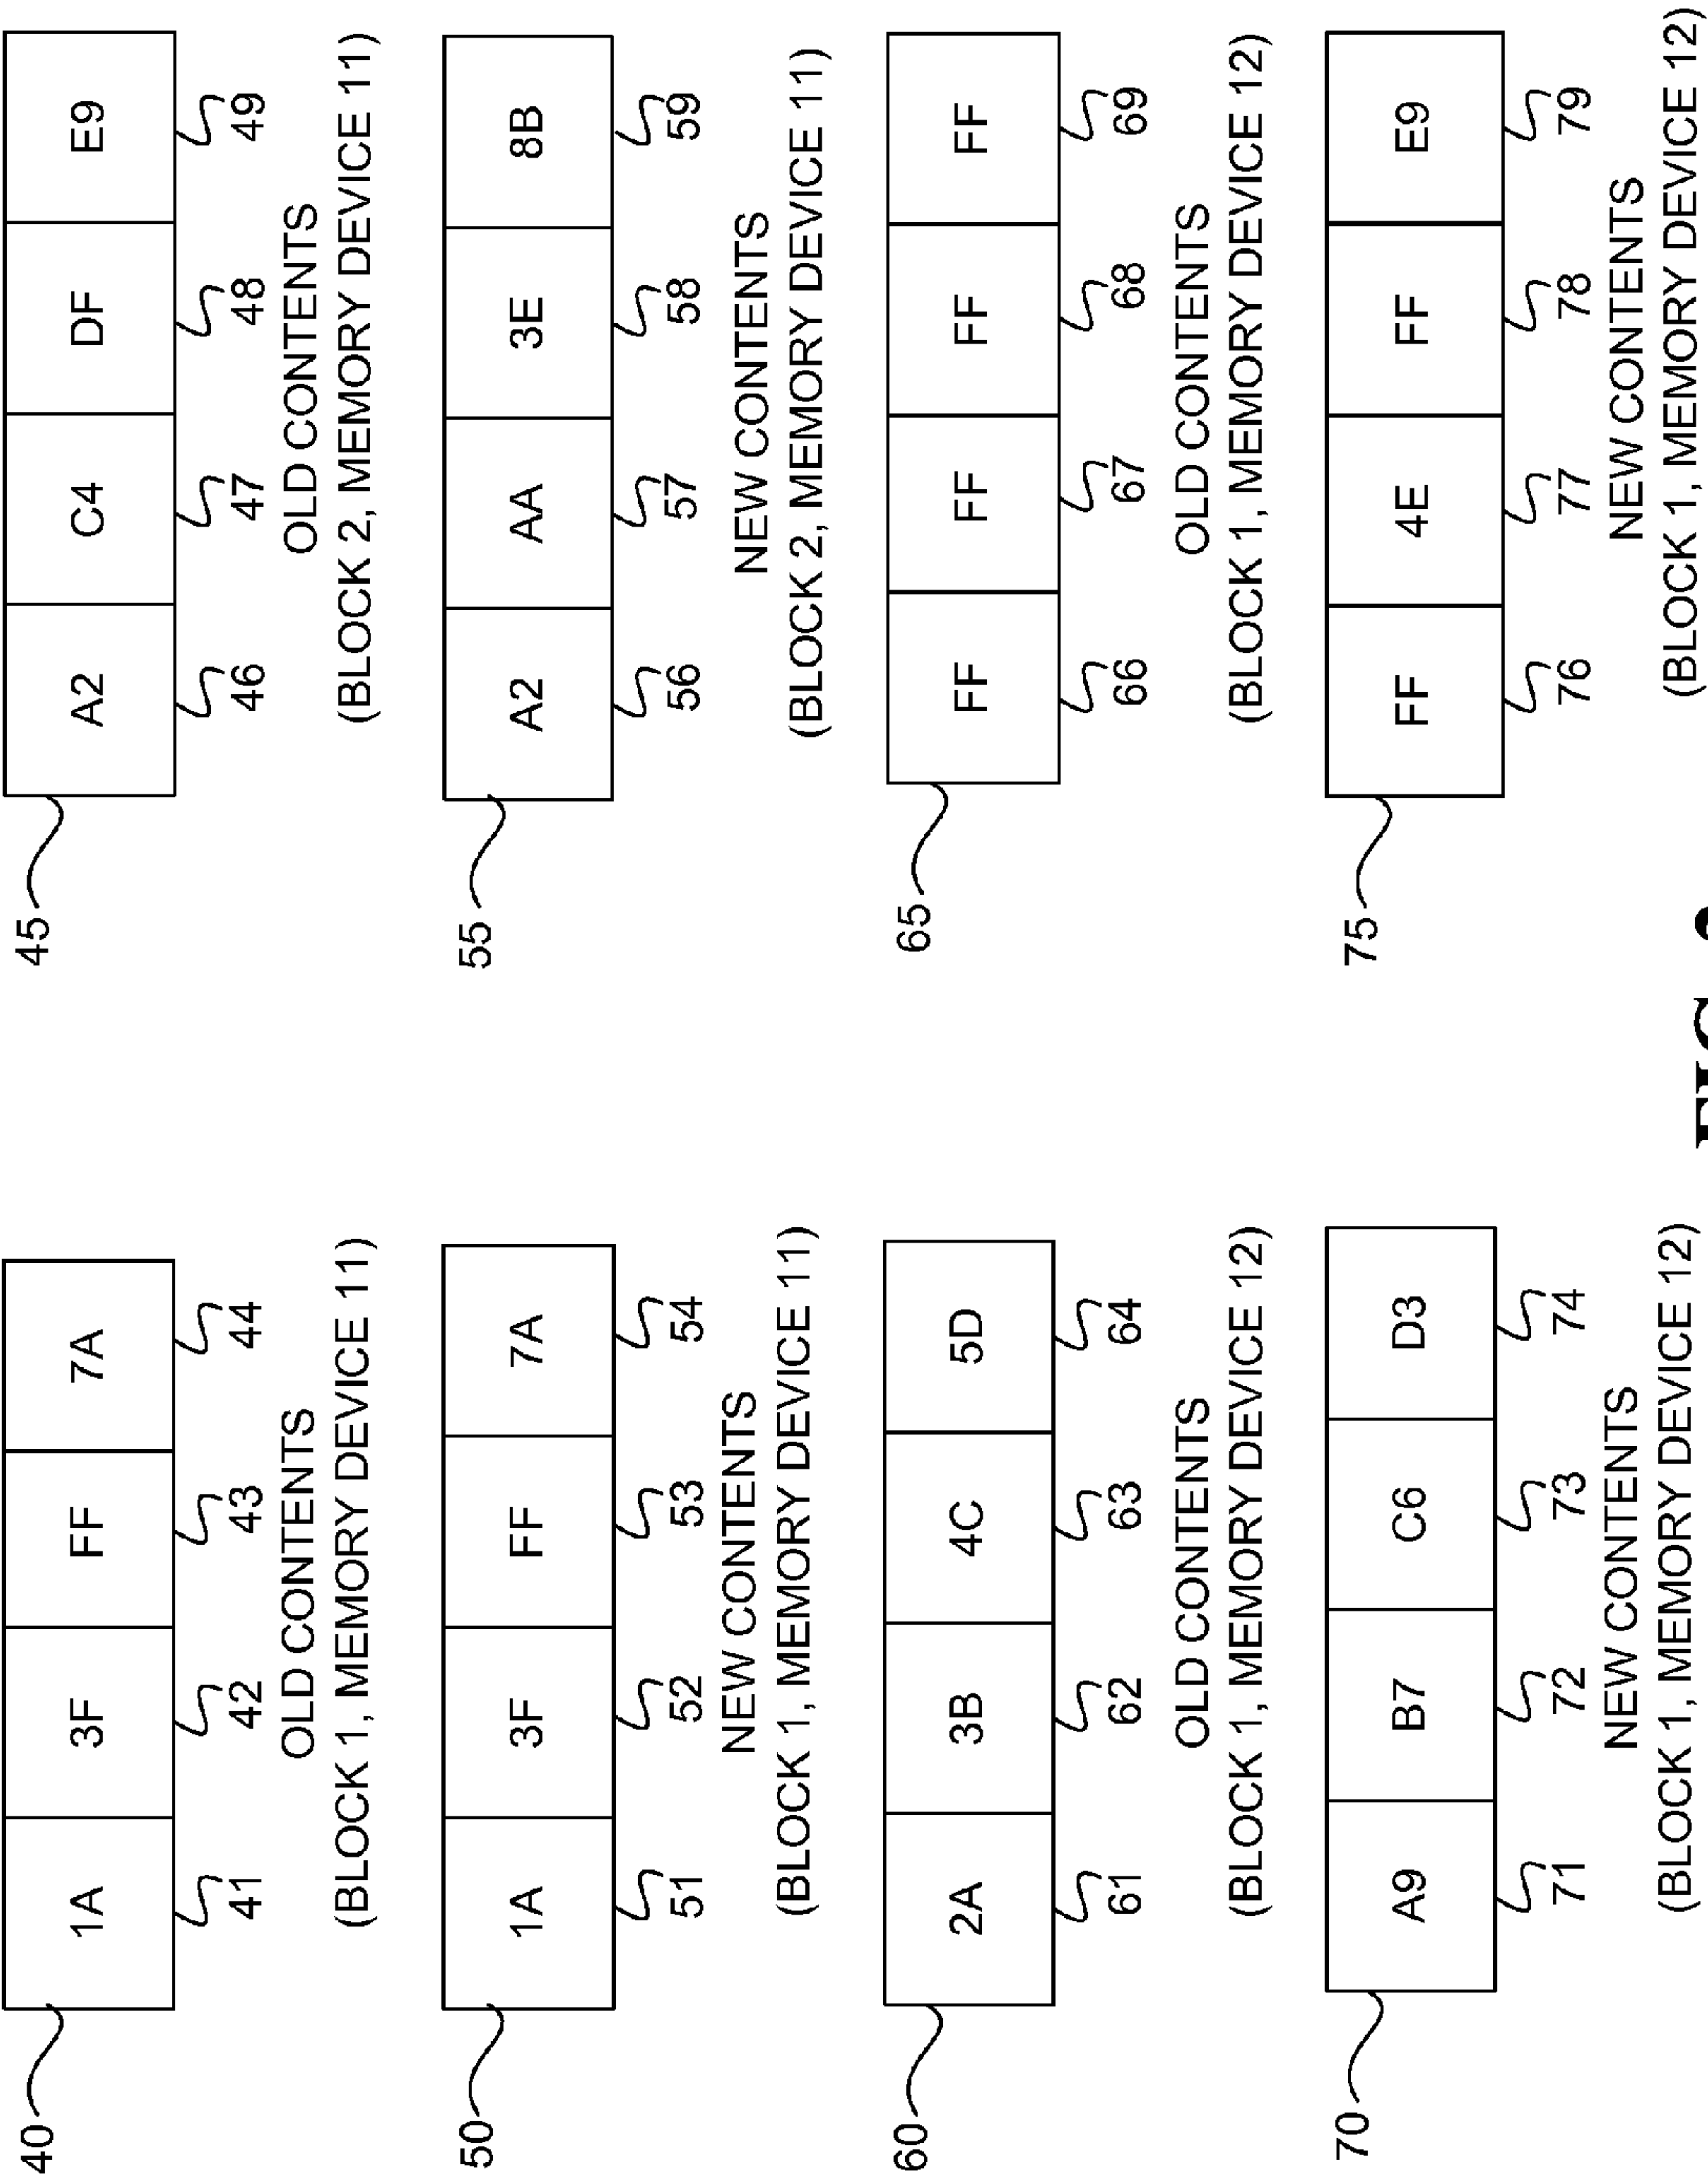 40
1A 3F FF 7A
41 42 43 44
OLD CONTENTS
(BLOCK 1, MEMORY DEVICE 11)
45
A2 C4 DF E9
46 47 48 49
OLD CONTENTS
(BLOCK 2, MEMORY DEVICE 11)
50
1A 3F FF 7A
51 52 53 54
NEW CONTENTS
(BLOCK 1, MEMORY DEVICE 11)
55
A2 AA 3E 8B
56 57 58 59
NEW CONTENTS
(BLOCK 2, MEMORY DEVICE 11)
60
2A 3B 4C 5D
61 62 63 64
OLD CONTENTS
(BLOCK 1, MEMORY DEVICE 12)
65
FF FF FF FF
66 67 68 69
OLD CONTENTS
(BLOCK 1, MEMORY DEVICE 12)
70
A9 B7 C6 D3
71 72 73 74
NEW CONTENTS
(BLOCK 1, MEMORY DEVICE 12)
75
FF 4E FF E9
76 77 78 79
NEW CONTENTS
(BLOCK 1, MEMORY DEVICE 12)
FIG